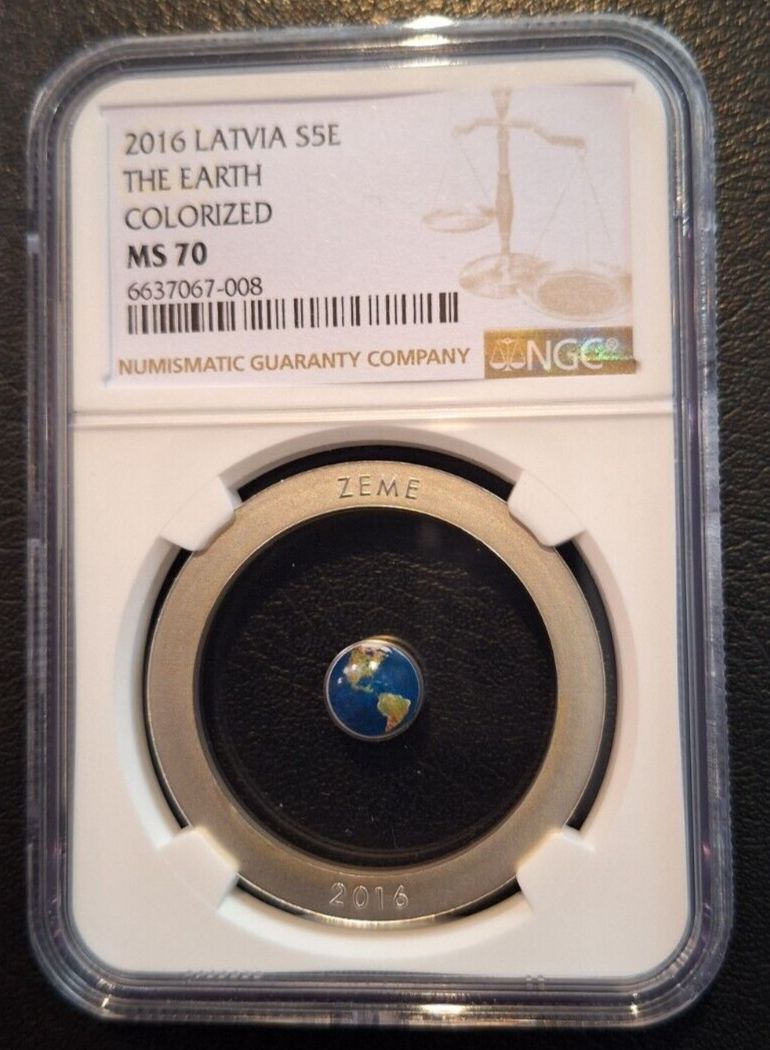 2016 LATVIA S5E
THE EARTH
COLORIZED
MS 70
6637067-008
NUMISMATIC GUARANTY COMPANY
NGC®
ZEME
2016